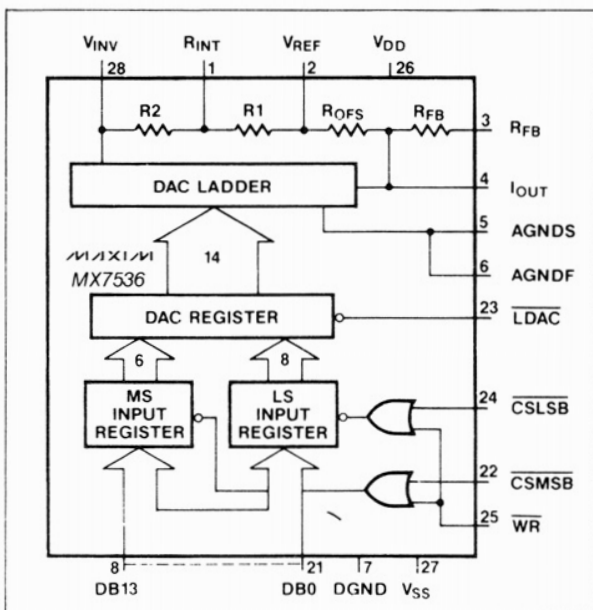 VINV RINT VREF VDD
28 1 2 26
R2 R1 ROFS RFB
3 RFB
DAC LADDER
4 IOUT
5 AGNDS
MAXIM 14
MX7536
6 AGNDF
DAC REGISTER
23 LDAC
6 8
MS INPUT REGISTER
LS INPUT REGISTER
24 CSLSB
22 CSMSB
25 WR
8 21 7 27
DB13 DB0 DGND VSS